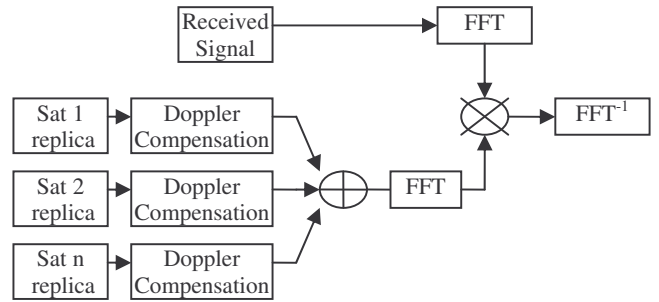 Received
Signal
FFT
Sat 1
replica
Doppler
Compensation
FFT-1
Sat 2
replica
Doppler
Compensation
FFT
Sat n
replica
Doppler
Compensation